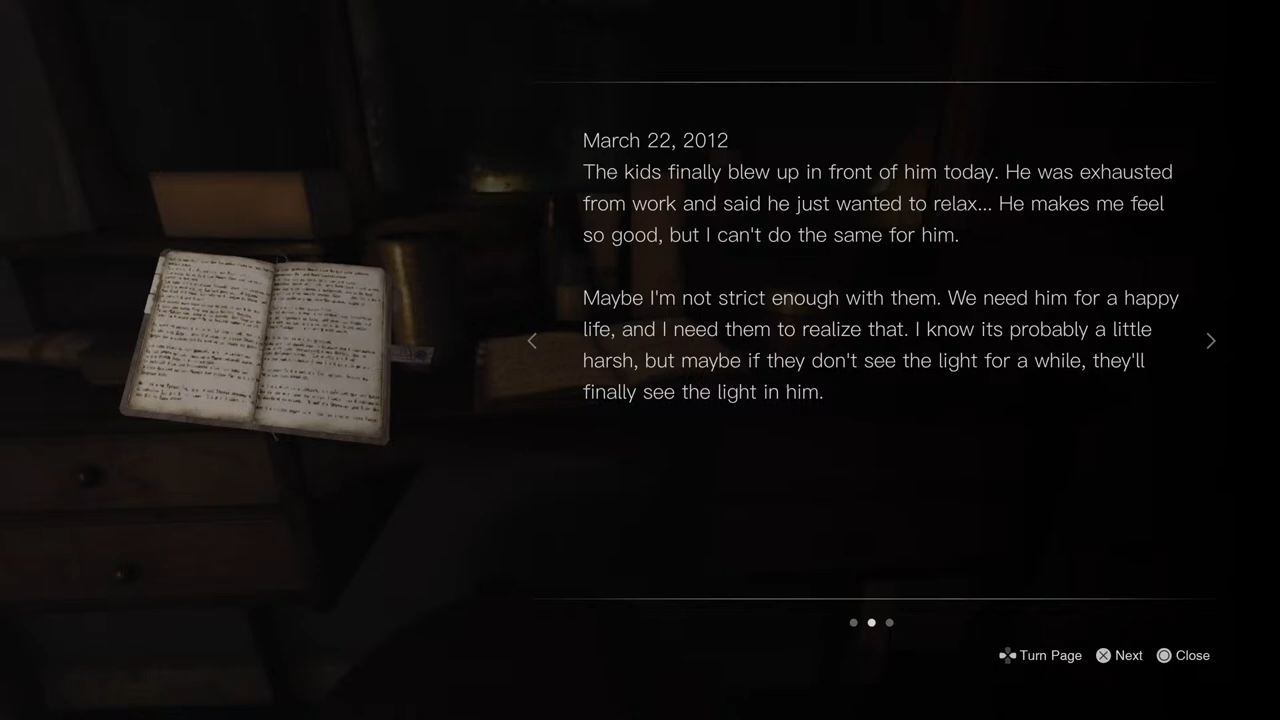 March 22, 2012
The kids finally blew up in front of him today. He was exhausted
from work and said he just wanted to relax... He makes me feel
so good, but I can't do the same for him.
Maybe I'm not strict enough with them. We need him for a happy
life, and I need them to realize that. I know its probably a little
harsh, but maybe if they don't see the light for a while, they'll
finally see the light in him.
Turn Page Next Close